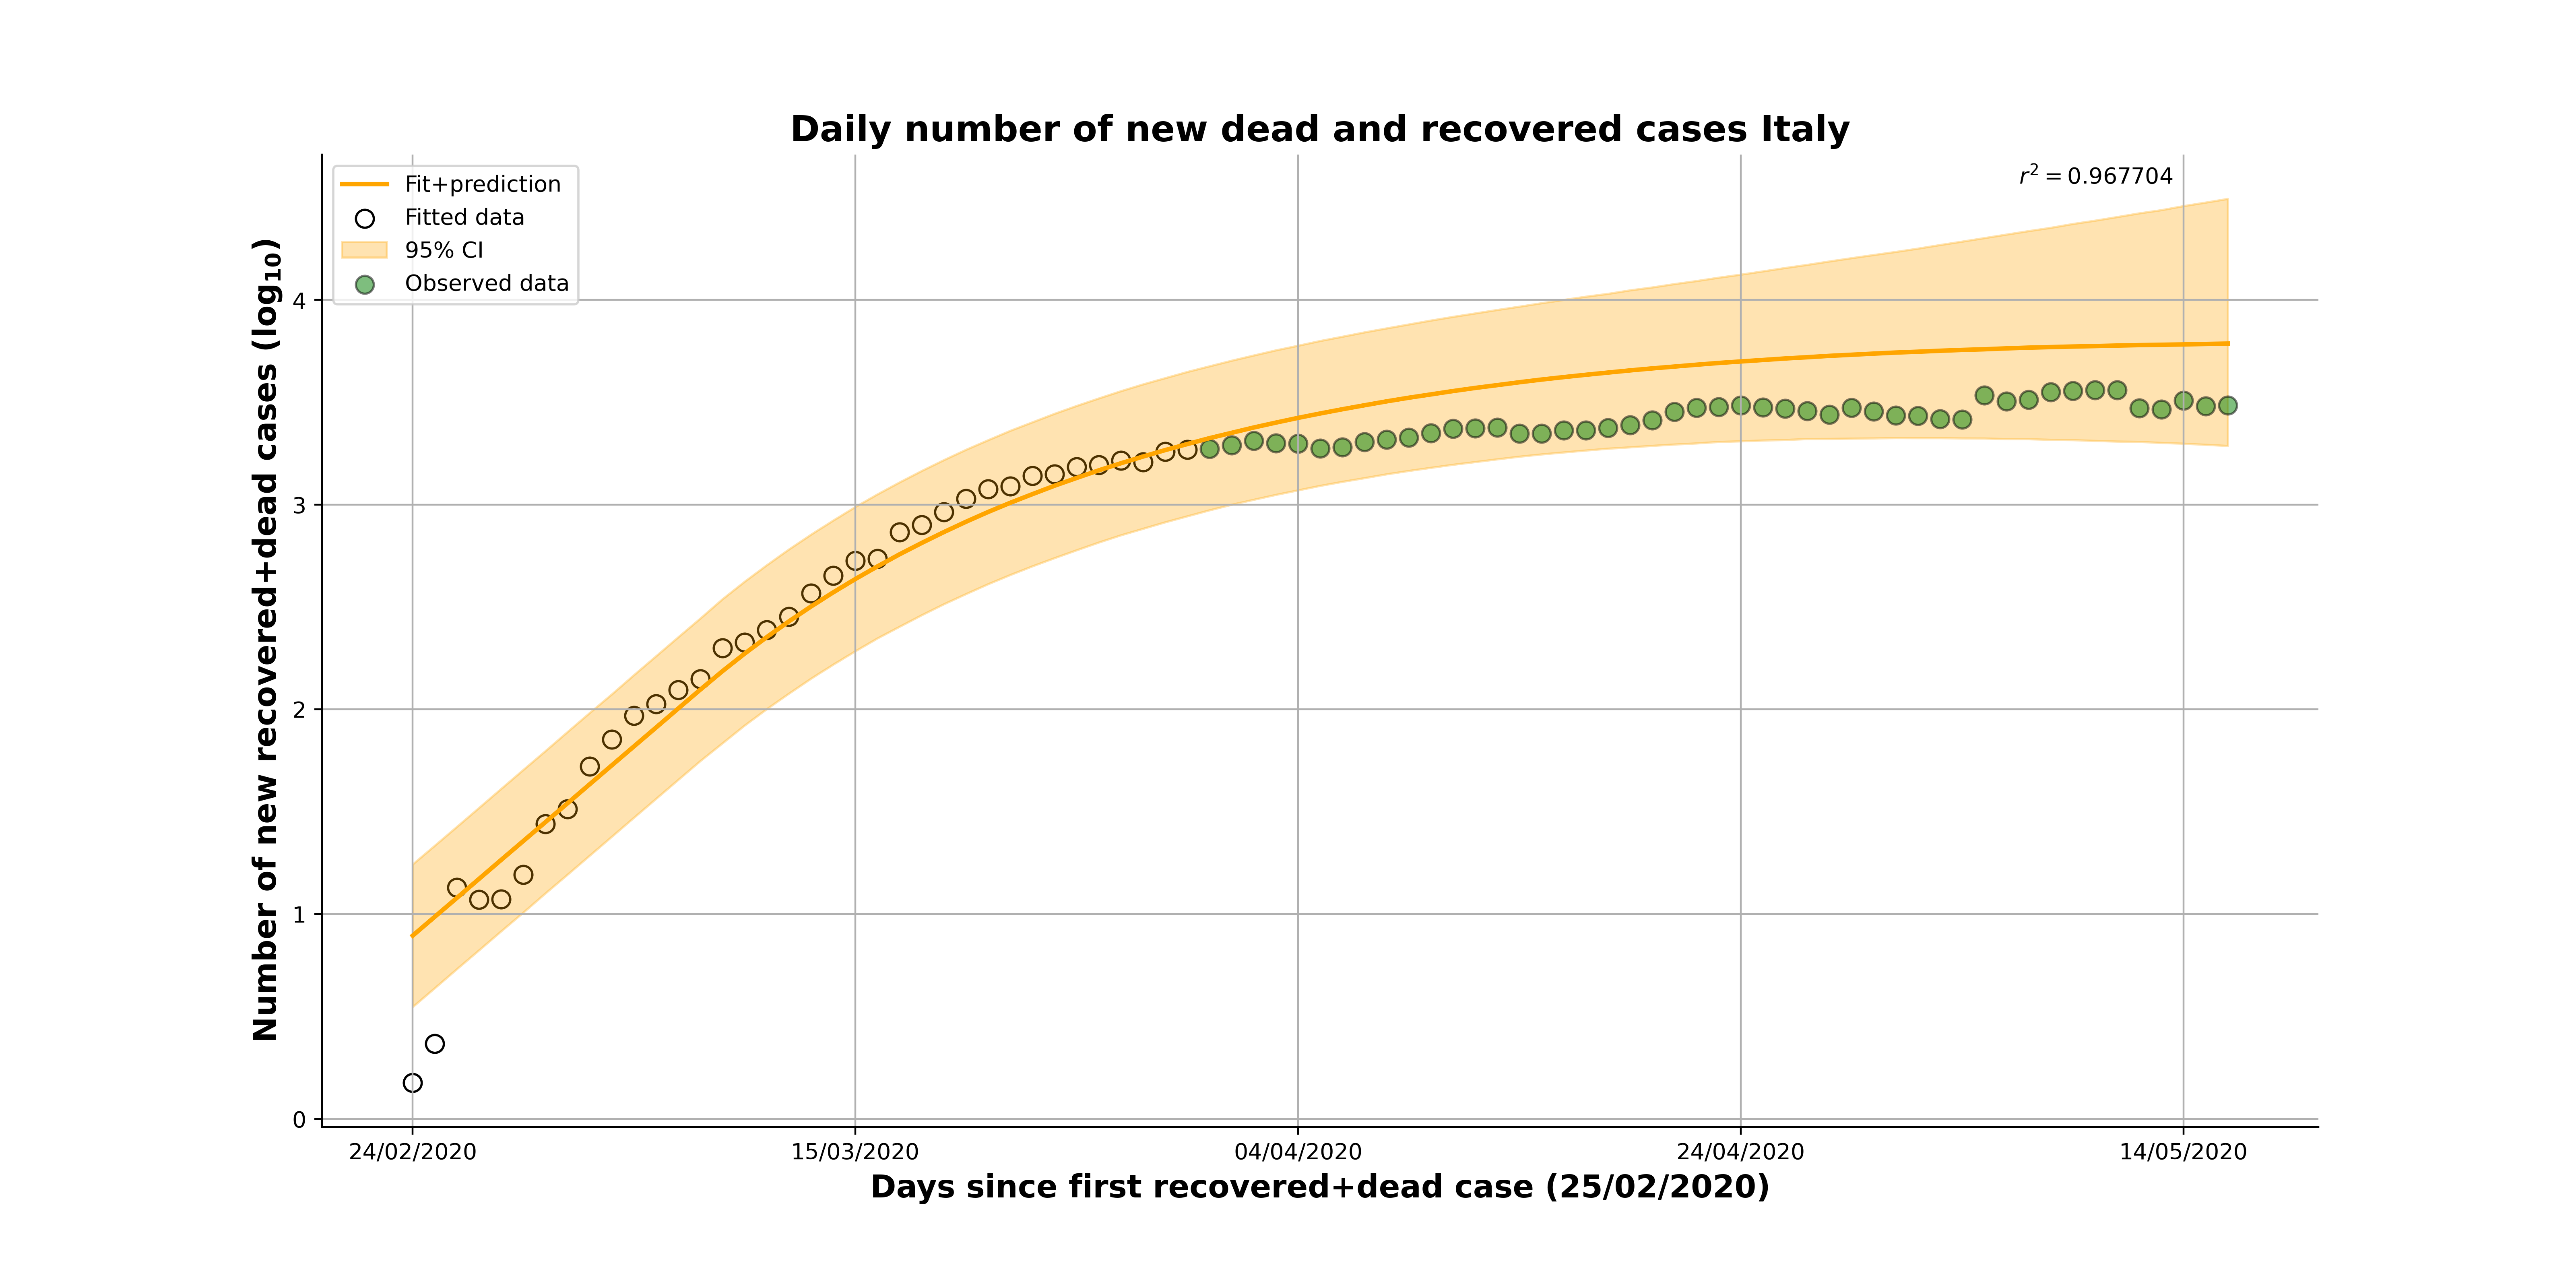 Daily number of new dead and recovered cases Italy
r² = 0.967704
Fit+prediction
Fitted data
95% CI
Observed data
Number of new recovered+dead cases (log₁₀)
4
3
2
1
0
24/02/2020 15/03/2020 04/04/2020 24/04/2020 14/05/2020
Days since first recovered+dead case (25/02/2020)